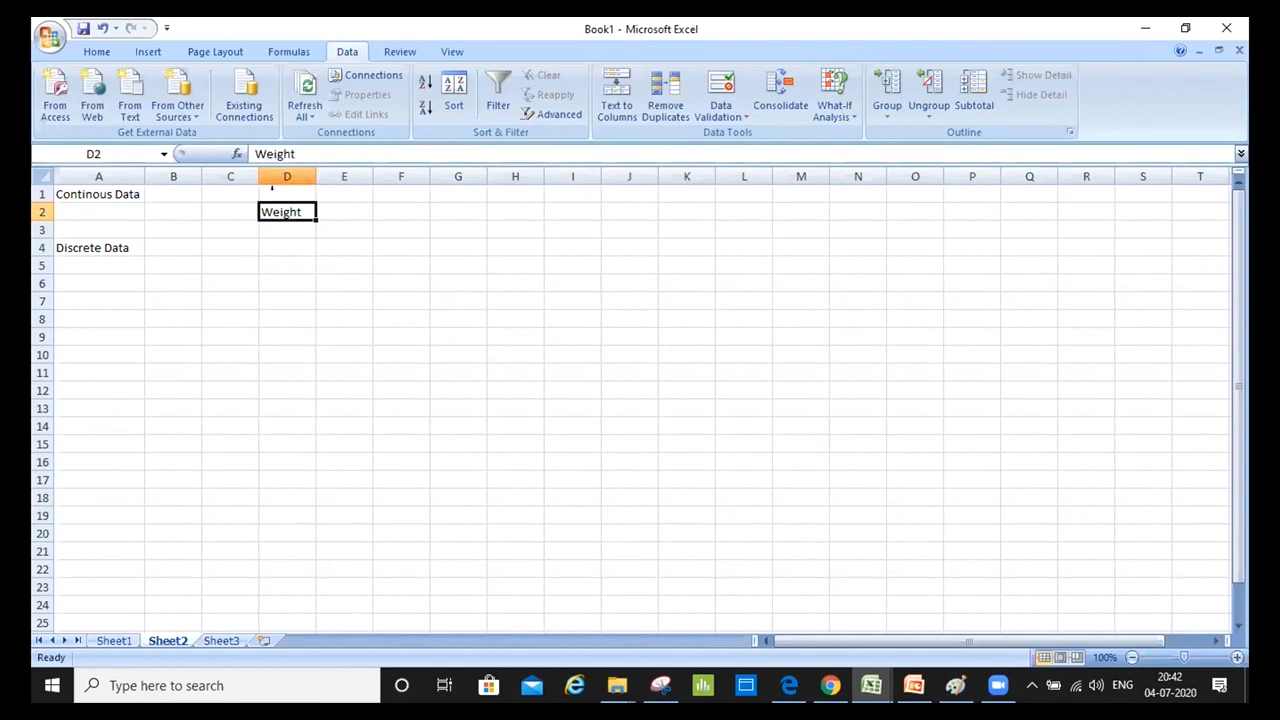 Book1 - Microsoft Excel
Home Insert Page Layout Formulas Data Review View
From Access
From Web
From Text
From Other Sources
Existing Connections
Get External Data
Refresh All
Connections
Properties
Edit Links
Connections
Sort
Filter
Clear
Reapply
Advanced
Sort & Filter
Text to Columns
Remove Duplicates
Data Validation
Consolidate
What-If Analysis
Data Tools
Group
Ungroup
Subtotal
Show Detail
Hide Detail
Outline
D2 fx Weight
A B C D E F G H I J K L M N O P Q R S T
1 Continous Data
2 Weight
3
4 Discrete Data
5
6
7
8
9
10
11
12
13
14
15
16
17
18
19
20
21
22
23
24
25
Sheet1 Sheet2 Sheet3
Ready 100%
Type here to search
ENG
20:42
04-07-2020